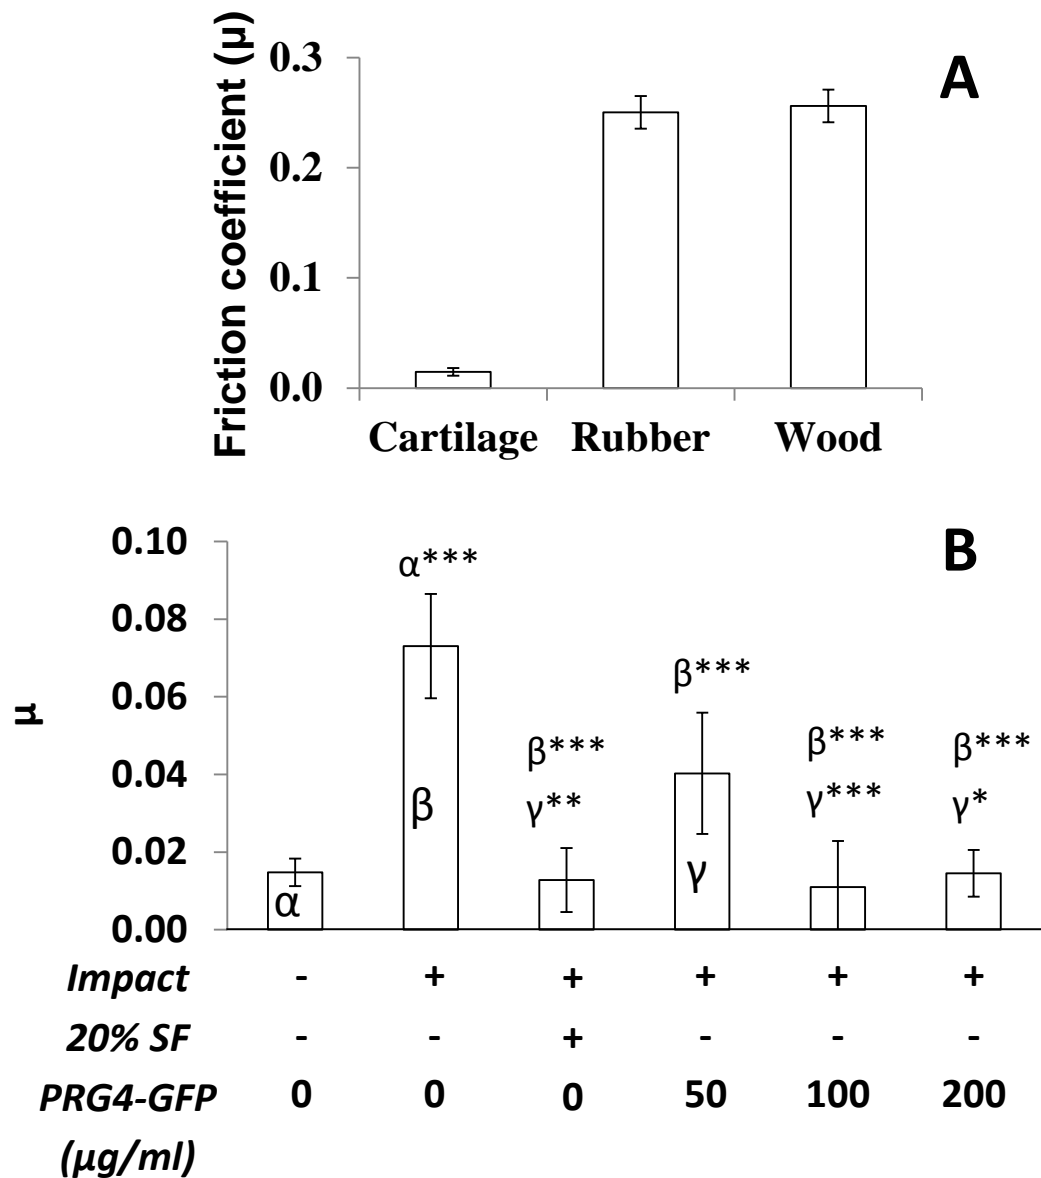 A
Friction coefficient (μ)
0.3
0.2
0.1
0.0
Cartilage Rubber Wood
B
μ
0.10
0.08
0.06
0.04
0.02
0.00
α***
β***
β*** β*** β***
γ** γ*** γ*
β
γ
α
Impact - + + + + +
20% SF - - + - - -
PRG4-GFP 0 0 0 50 100 200
(μg/ml)